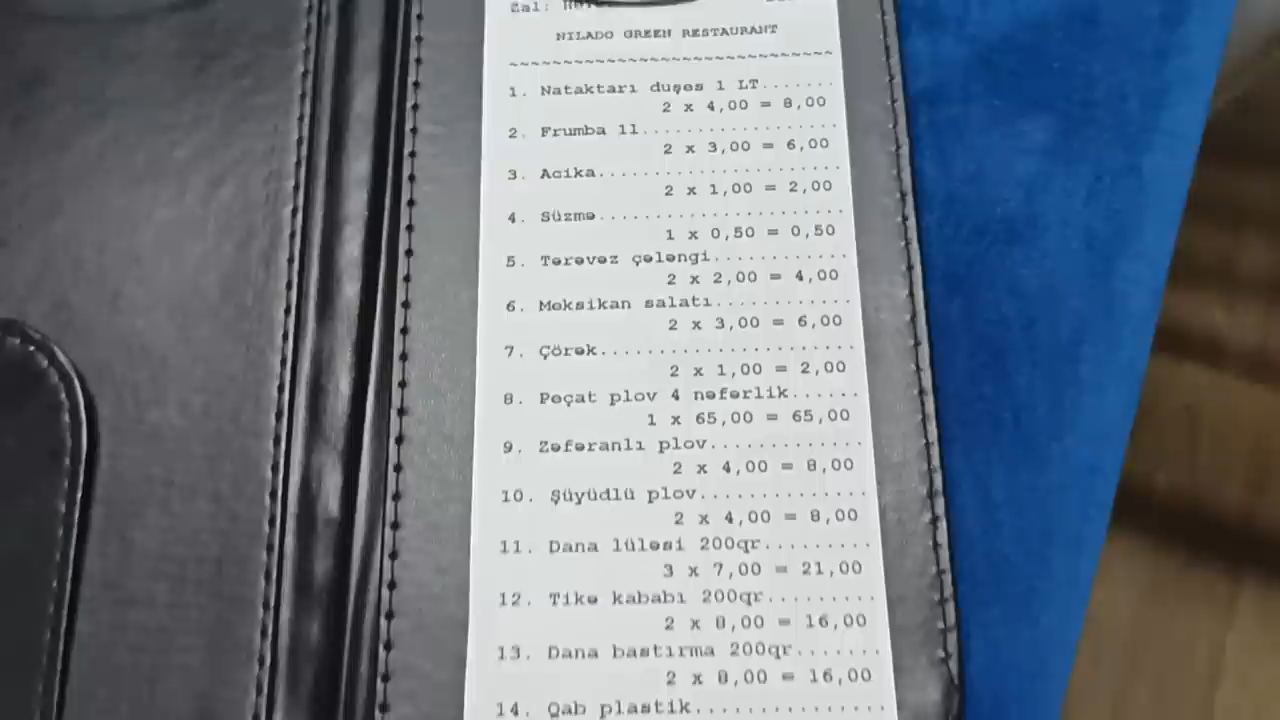 Zal:
NILADO GREEN RESTAURANT
~~~~~~~~~~~~~~~~~~~~~~~~~~~~~
1. Nataktarı duşes 1 LT.......
2 x 4,00 = 8,00
2. Frumba 1l................
2 x 3,00 = 6,00
3. Acika.....................
2 x 1,00 = 2,00
4. Süzmə.....................
1 x 0,50 = 0,50
5. Tərəvəz çələngi............
2 x 2,00 = 4,00
6. Meksikan salatı............
2 x 3,00 = 6,00
7. Çörək.....................
2 x 1,00 = 2,00
8. Peçat plov 4 nəfərlik......
1 x 65,00 = 65,00
9. Zəfəranlı plov.............
2 x 4,00 = 8,00
10. Şüyüdlü plov..............
2 x 4,00 = 8,00
11. Dana lüləsi 200qr.........
3 x 7,00 = 21,00
12. Tikə kababı 200qr.........
2 x 8,00 = 16,00
13. Dana bastırma 200qr.......
2 x 8,00 = 16,00
14. Qab plastik...............